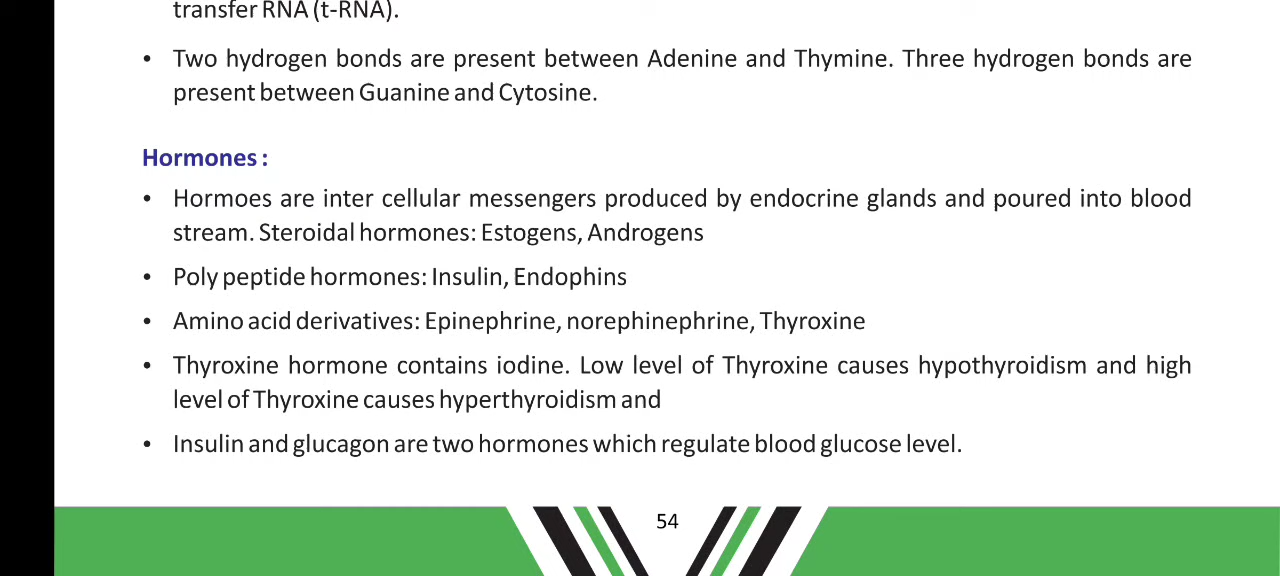 transfer RNA (t-RNA).
• Two hydrogen bonds are present between Adenine and Thymine. Three hydrogen bonds are
present between Guanine and Cytosine.
Hormones :
• Hormoes are inter cellular messengers produced by endocrine glands and poured into blood
stream. Steroidal hormones: Estogens, Androgens
• Poly peptide hormones: Insulin, Endophins
• Amino acid derivatives: Epinephrine, norephinephrine, Thyroxine
• Thyroxine hormone contains iodine. Low level of Thyroxine causes hypothyroidism and high
level of Thyroxine causes hyperthyroidism and
• Insulin and glucagon are two hormones which regulate blood glucose level.
54